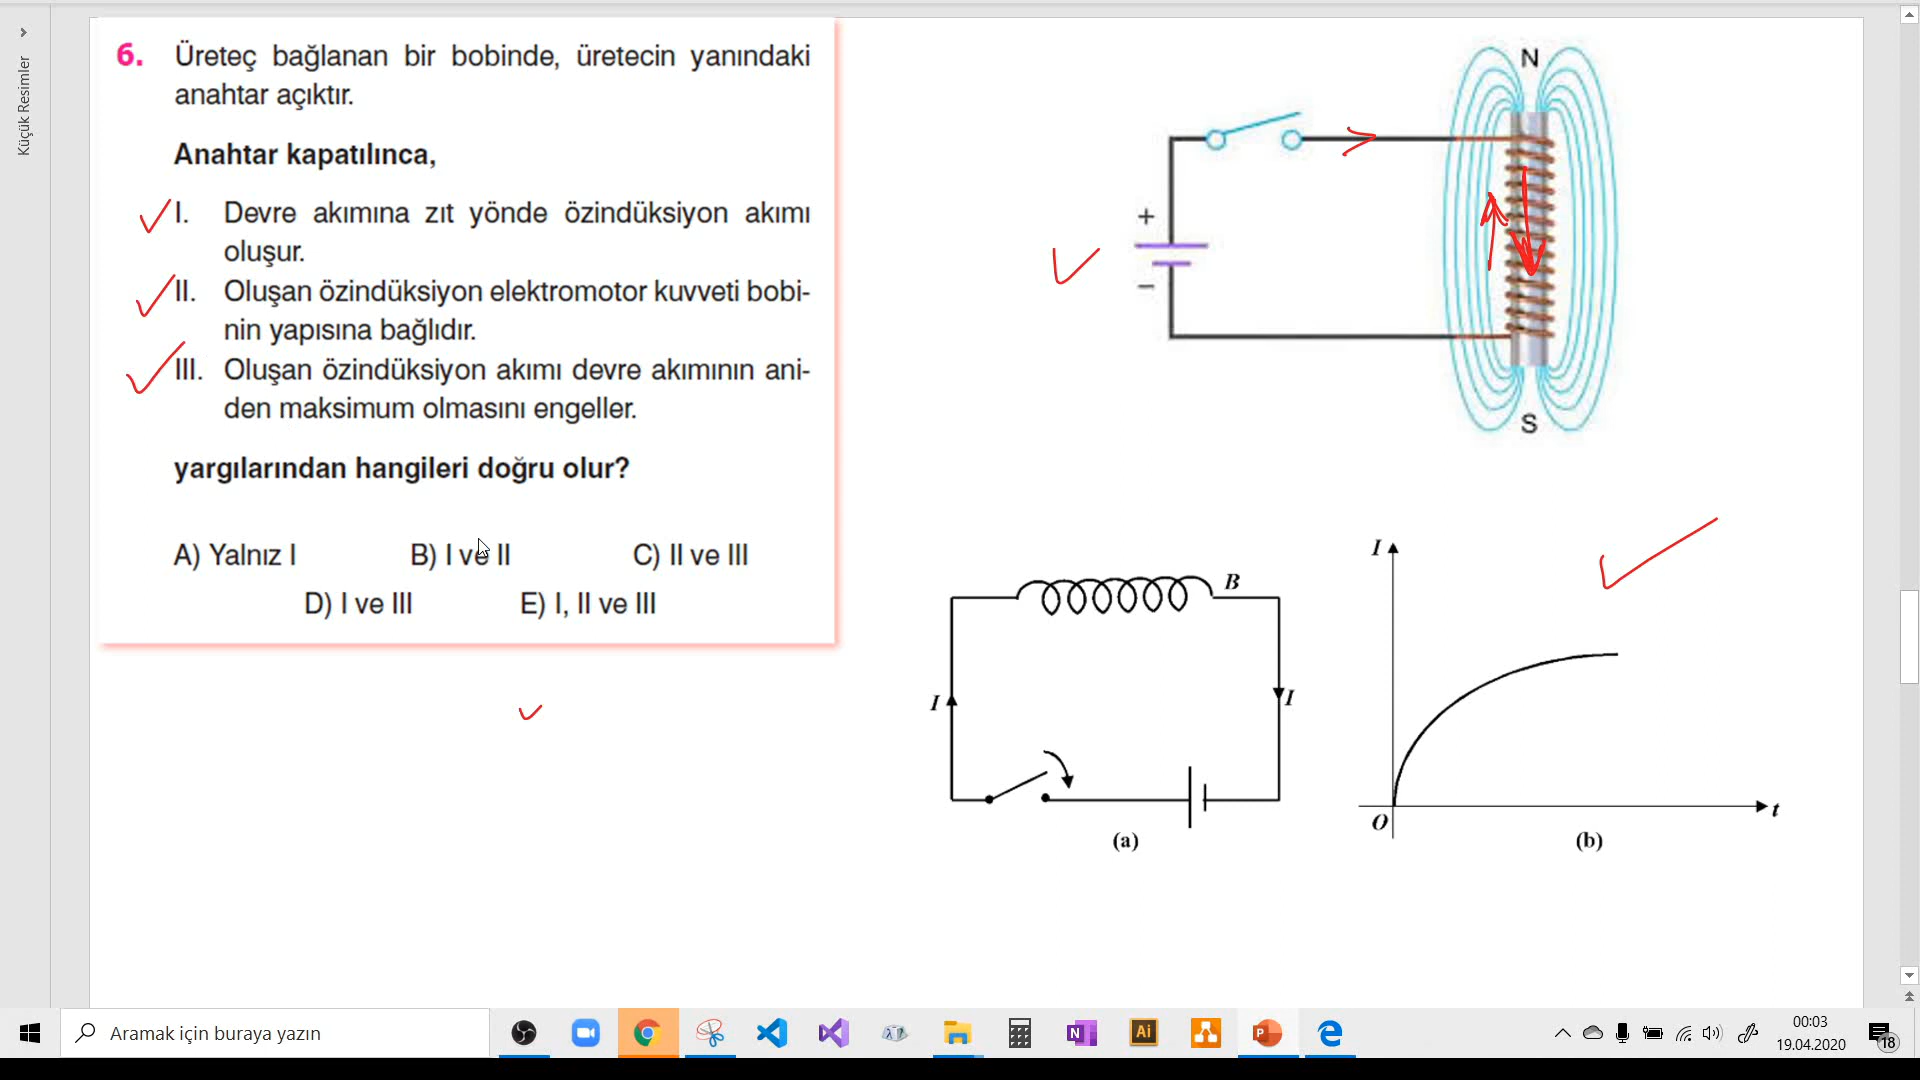 Küçük Resimler
6. Üreteç bağlanan bir bobinde, üretecin yanındaki
anahtar açıktır.
Anahtar kapatılınca,
I. Devre akımına zıt yönde özindüksiyon akımı
oluşur.
II. Oluşan özindüksiyon elektromotor kuvveti bobi-
nin yapısına bağlıdır.
III. Oluşan özindüksiyon akımı devre akımının ani-
den maksimum olmasını engeller.
yargılarından hangileri doğru olur?
A) Yalnız I B) I ve II C) II ve III
D) I ve III E) I, II ve III
N
+
−
S
B
I
I
(a)
I
O
t
(b)
Aramak için buraya yazın
N
Ai
P
00:03
19.04.2020
18